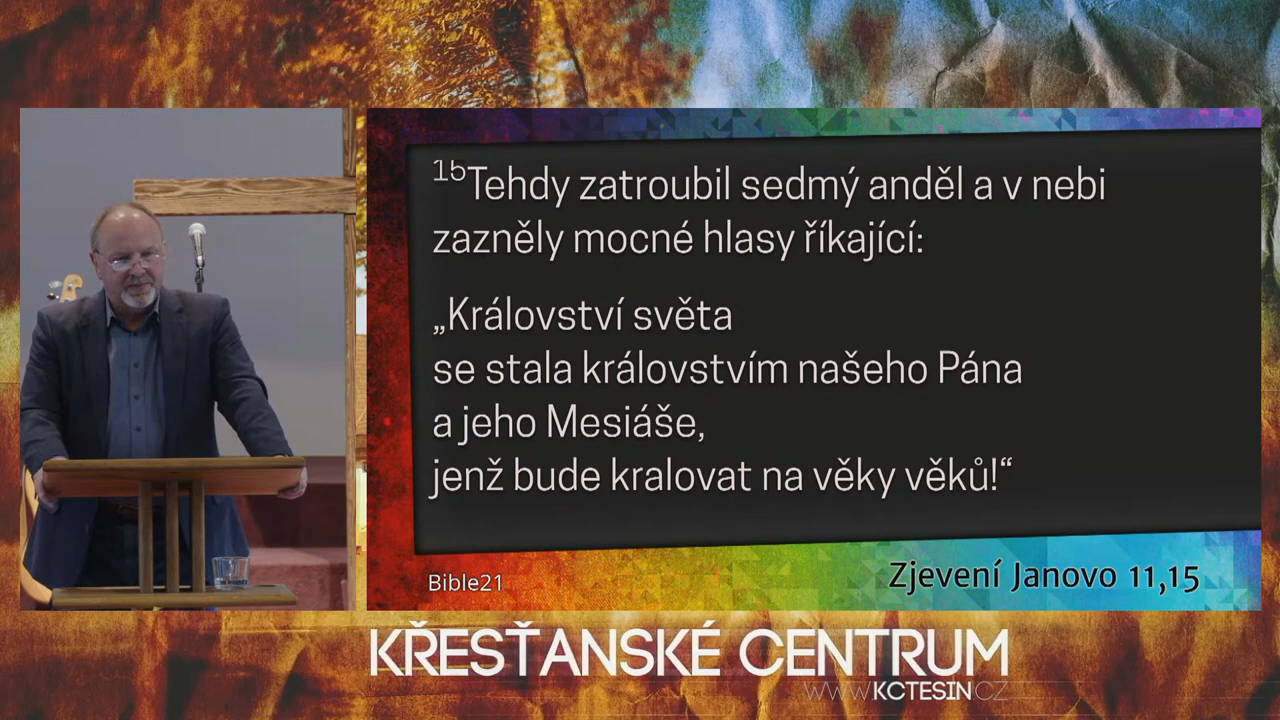 ¹⁵Tehdy zatroubil sedmý anděl a v nebi
zazněly mocné hlasy říkající:
„Království světa
se stala královstvím našeho Pána
a jeho Mesiáše,
jenž bude kralovat na věky věků!“
Bible21
Zjevení Janovo 11,15
KŘESŤANSKÉ CENTRUM
WWW.KCTESIN.CZ